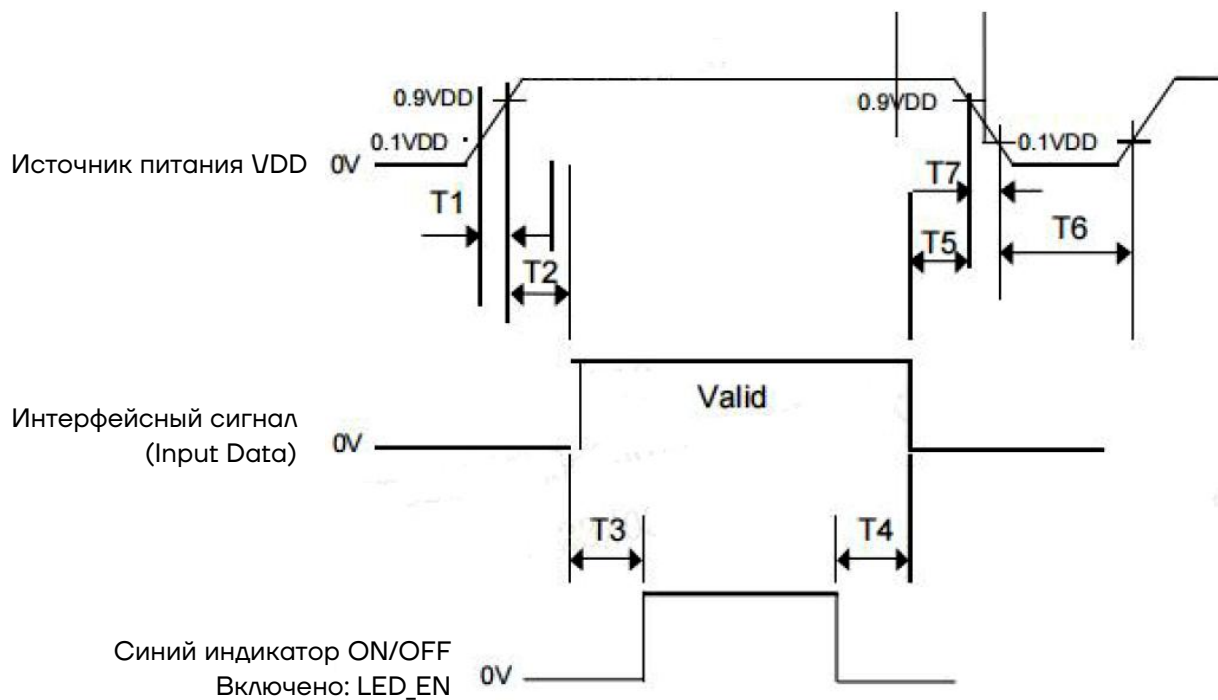 0.9VDD
0.9VDD
0.1VDD
0.1VDD
Источник питания VDD
0V
T7
T1
T6
T5
T2
Valid
Интерфейсный сигнал
(Input Data)
0V
T3
T4
Синий индикатор ON/OFF
Включено: LED_EN
0V